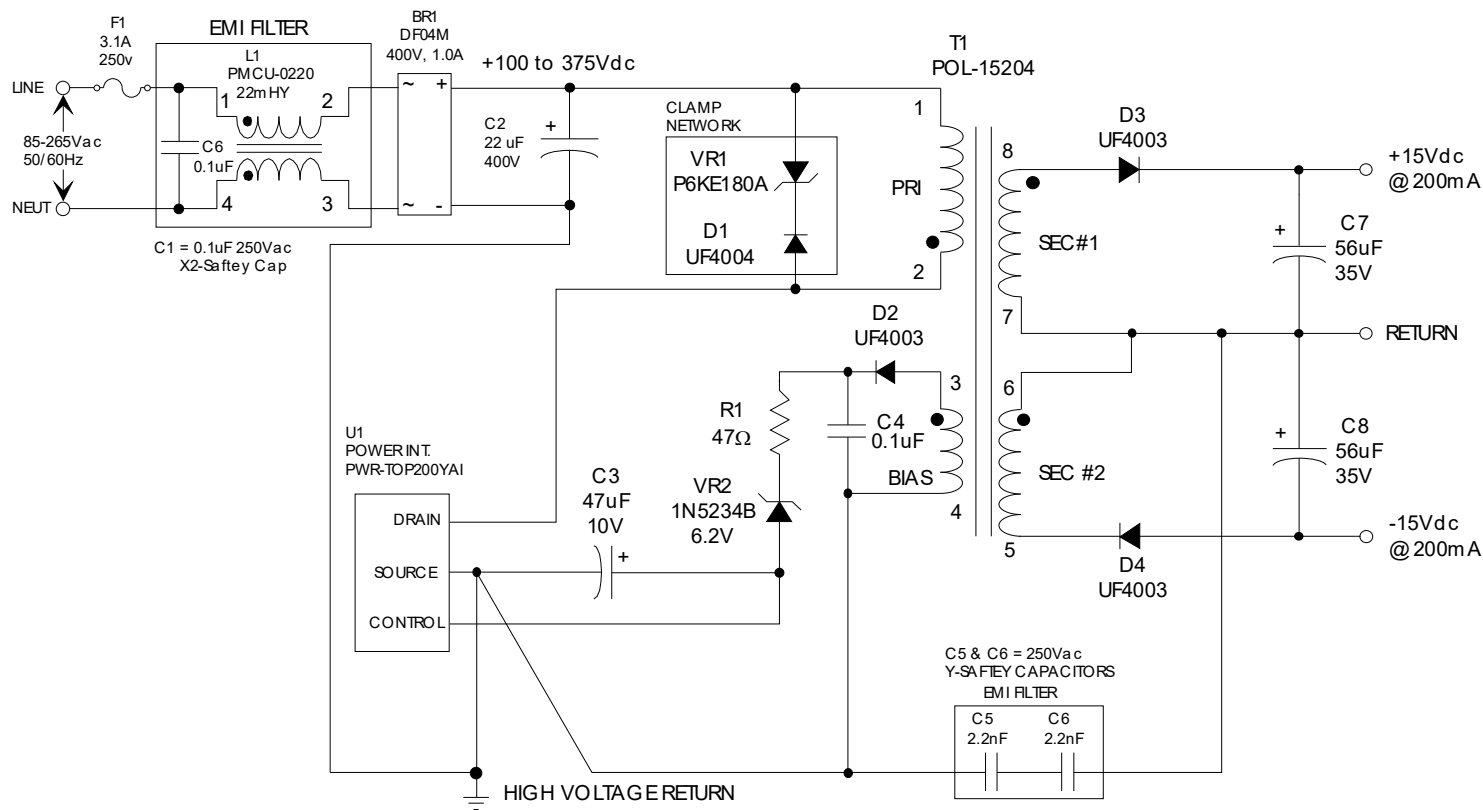 F1
3.1A
250v
EMI FILTER
L1
PMCU-0220
22mHY
BR1
DF04M
400V, 1.0A
+100 to 375Vdc
T1
POL-15204
LINE
1
2
~
+
85-265Vac
50/60Hz
C6
0.1uF
NEUT
4
3
~
-
C1 = 0.1uF 250Vac
X2-Saftey Cap
+
C2
22 uF
400V
CLAMP
NETWORK
VR1
P6KE180A
D1
UF4004
1
PRI
2
8
SEC#1
7
D3
UF4003
+15Vdc
@ 200mA
+
C7
56uF
35V
RETURN
D2
UF4003
3
BIAS
4
6
SEC #2
5
R1
47Ω
C4
0.1uF
+
C8
56uF
35V
U1
POWER INT.
PWR-TOP200YAI
DRAIN
SOURCE
CONTROL
C3
47uF
10V
+
VR2
1N5234B
6.2V
D4
UF4003
-15Vdc
@ 200mA
C5 & C6 = 250Vac
Y-SAFTEY CAPACITORS
EMI FILTER
C5
2.2nF
C6
2.2nF
HIGH VOLTAGE RETURN